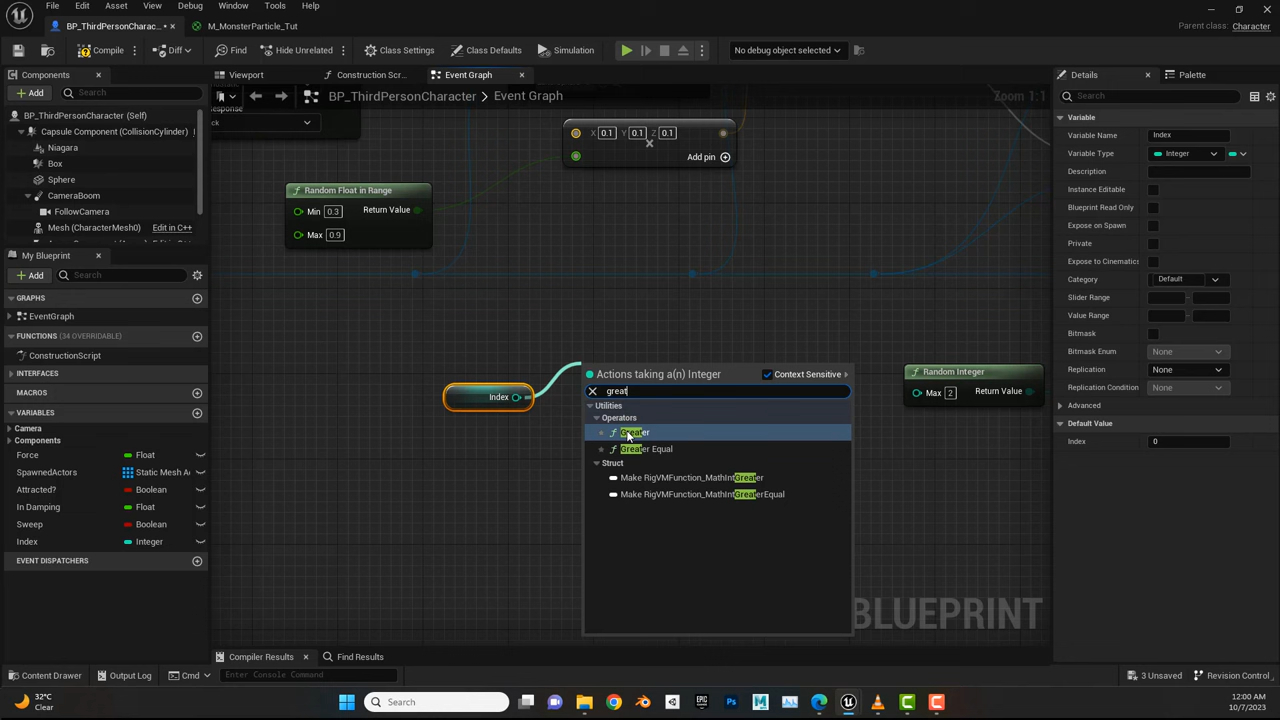 File Edit Asset View Debug Window Tools Help
BP_ThirdPersonCharac... M_MonsterParticle_Tut Parent class: Character
Compile Diff Find Hide Unrelated Class Settings Class Defaults Simulation No debug object selected
Components Viewport Construction Scr... Event Graph Details Palette
Add Search BP_ThirdPersonCharacter > Event Graph Zoom 1:1 Search
BP_ThirdPersonCharacter (Self)
Capsule Component (CollisionCylinder)
Niagara
Box
Sphere
CameraBoom
FollowCamera
Mesh (CharacterMesh0) Edit in C++
My Blueprint
Add Search
GRAPHS
EventGraph
FUNCTIONS (34 OVERRIDABLE)
ConstructionScript
INTERFACES
MACROS
VARIABLES
Camera
Components
Force Float
SpawnedActors Static Mesh A
Attracted? Boolean
In Damping Float
Sweep Boolean
Index Integer
EVENT DISPATCHERS
X 0.1 Y 0.1 Z 0.1
Add pin
Random Float in Range
Min 0.3 Return Value
Max 0.9
Index
Actions taking a(n) Integer Context Sensitive
great
Utilities
Operators
Greater
Greater Equal
Struct
Make RigVMFunction_MathIntGreater
Make RigVMFunction_MathIntGreaterEqual
Random Integer
Max 2 Return Value
BLUEPRINT
Variable
Variable Name Index
Variable Type Integer
Description
Instance Editable
Blueprint Read Only
Expose on Spawn
Private
Expose to Cinematics
Category Default
Slider Range
Value Range
Bitmask
Bitmask Enum None
Replication None
Replication Condition None
Advanced
Default Value
Index 0
Compiler Results Find Results
Content Drawer Output Log Cmd Enter Console Command 3 Unsaved Revision Control
32°C
Clear
Search
12:00 AM
10/7/2023